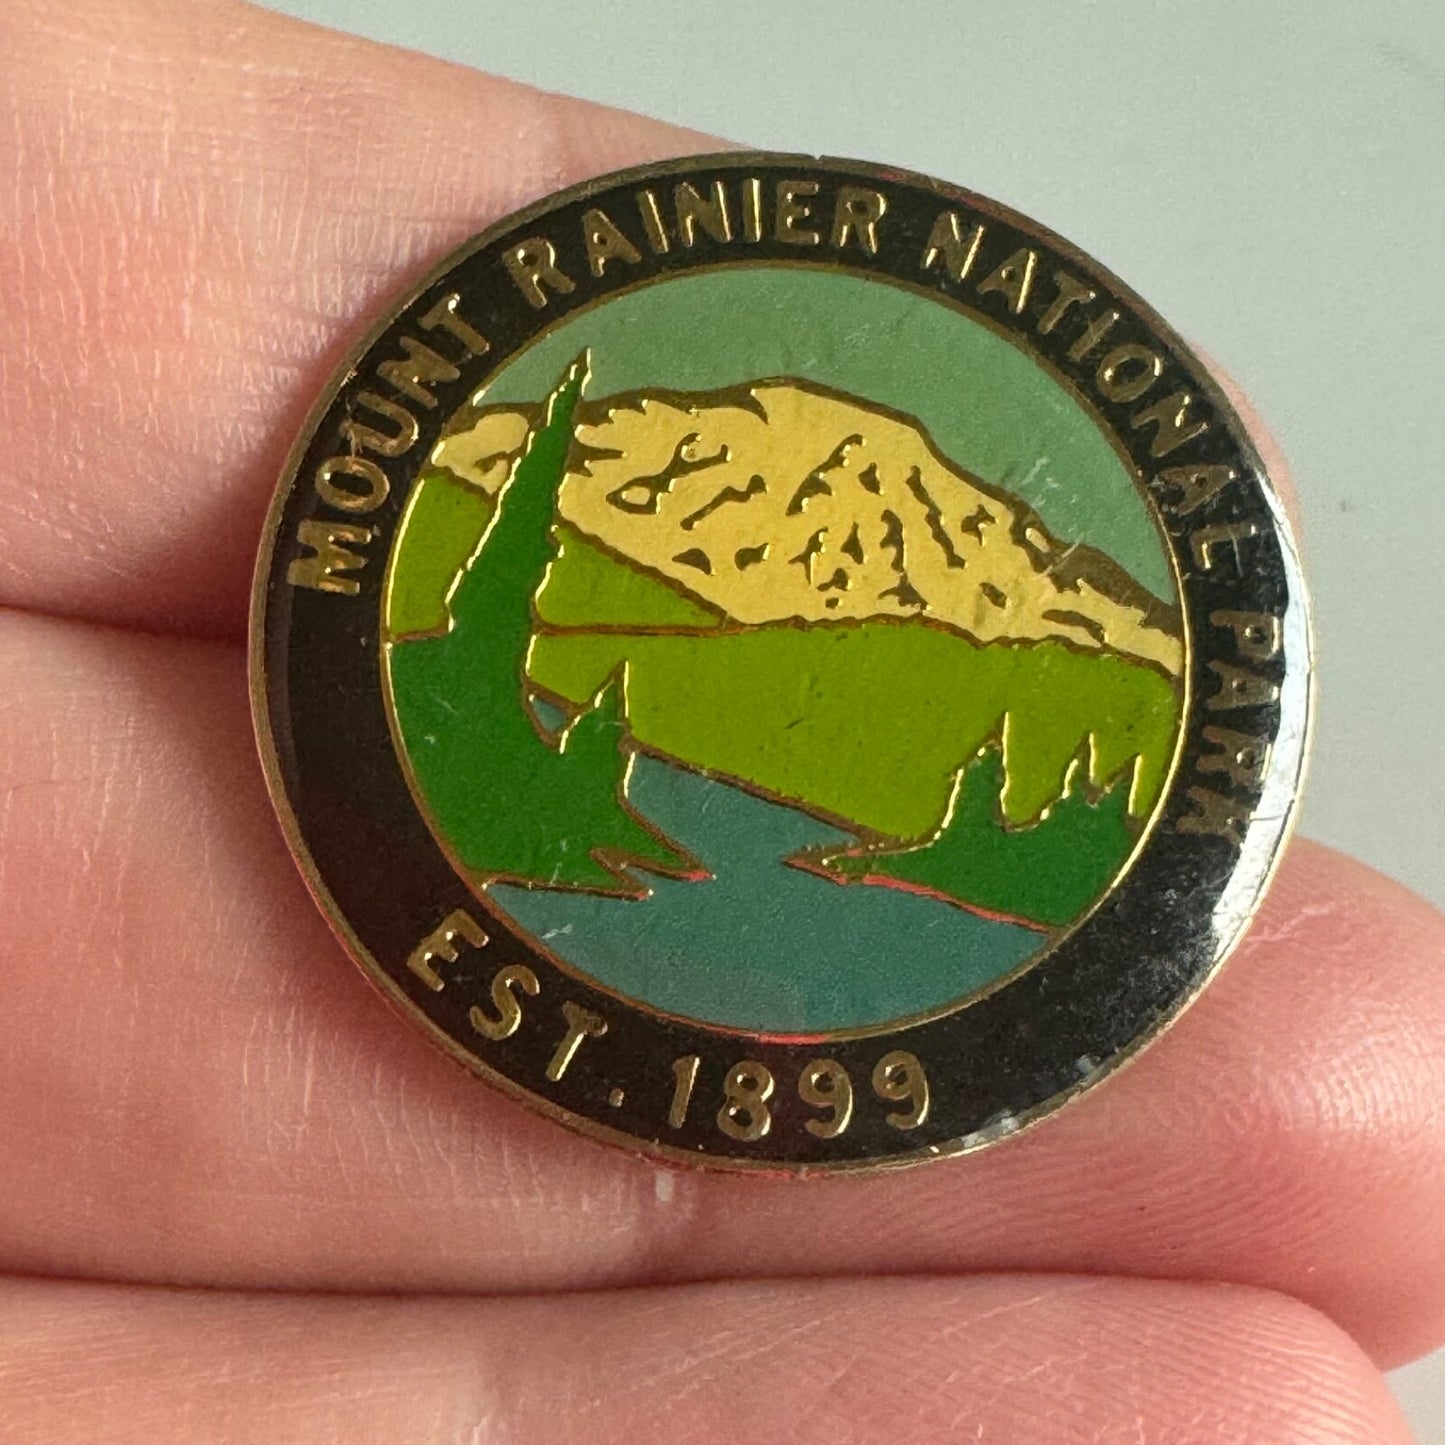 MOUNT RAINIER NATIONAL PARK
EST. 1899